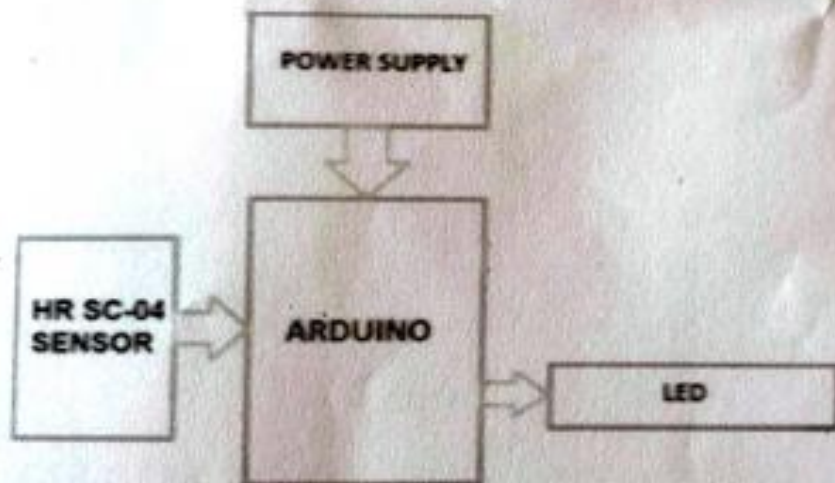 POWER SUPPLY
HR SC-04
SENSOR
ARDUINO
LED